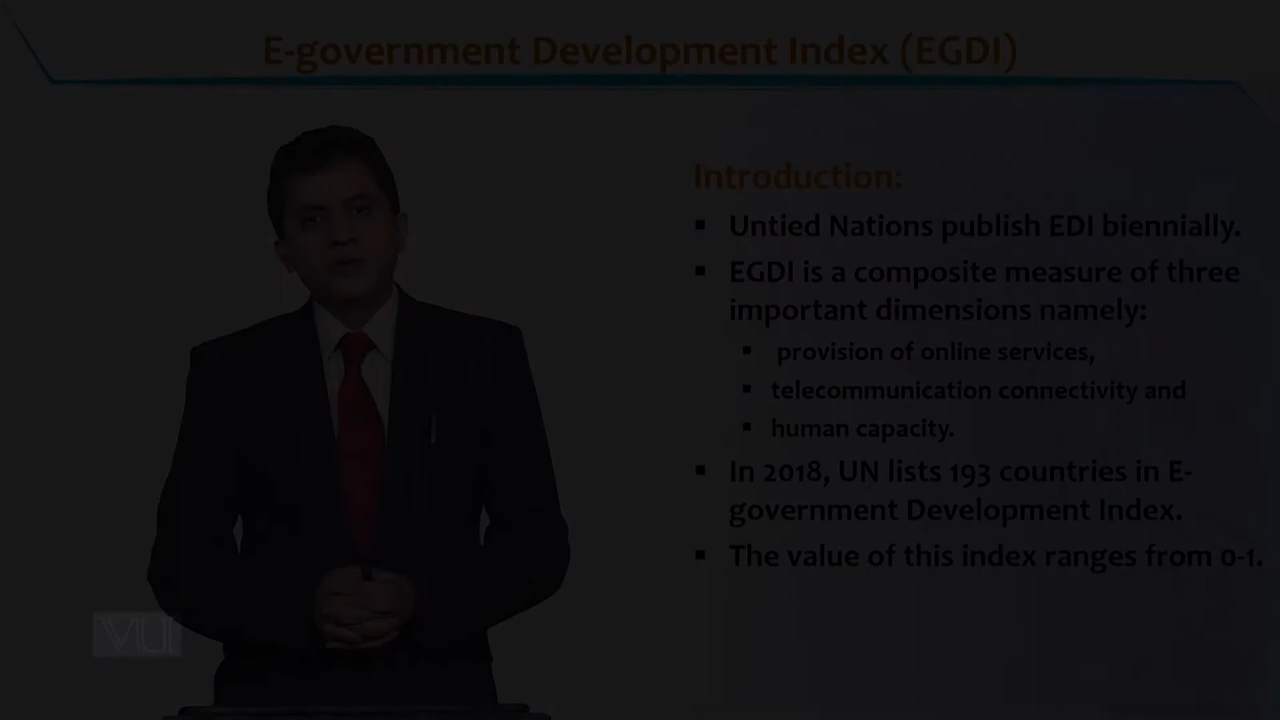 E-government Development Index (EGDI)
Introduction:
▪ Untied Nations publish EDI biennially.
▪ EGDI is a composite measure of three
important dimensions namely:
▪ provision of online services,
▪ telecommunication connectivity and
▪ human capacity.
▪ In 2018, UN lists 193 countries in E-
government Development Index.
▪ The value of this index ranges from 0-1.
VU